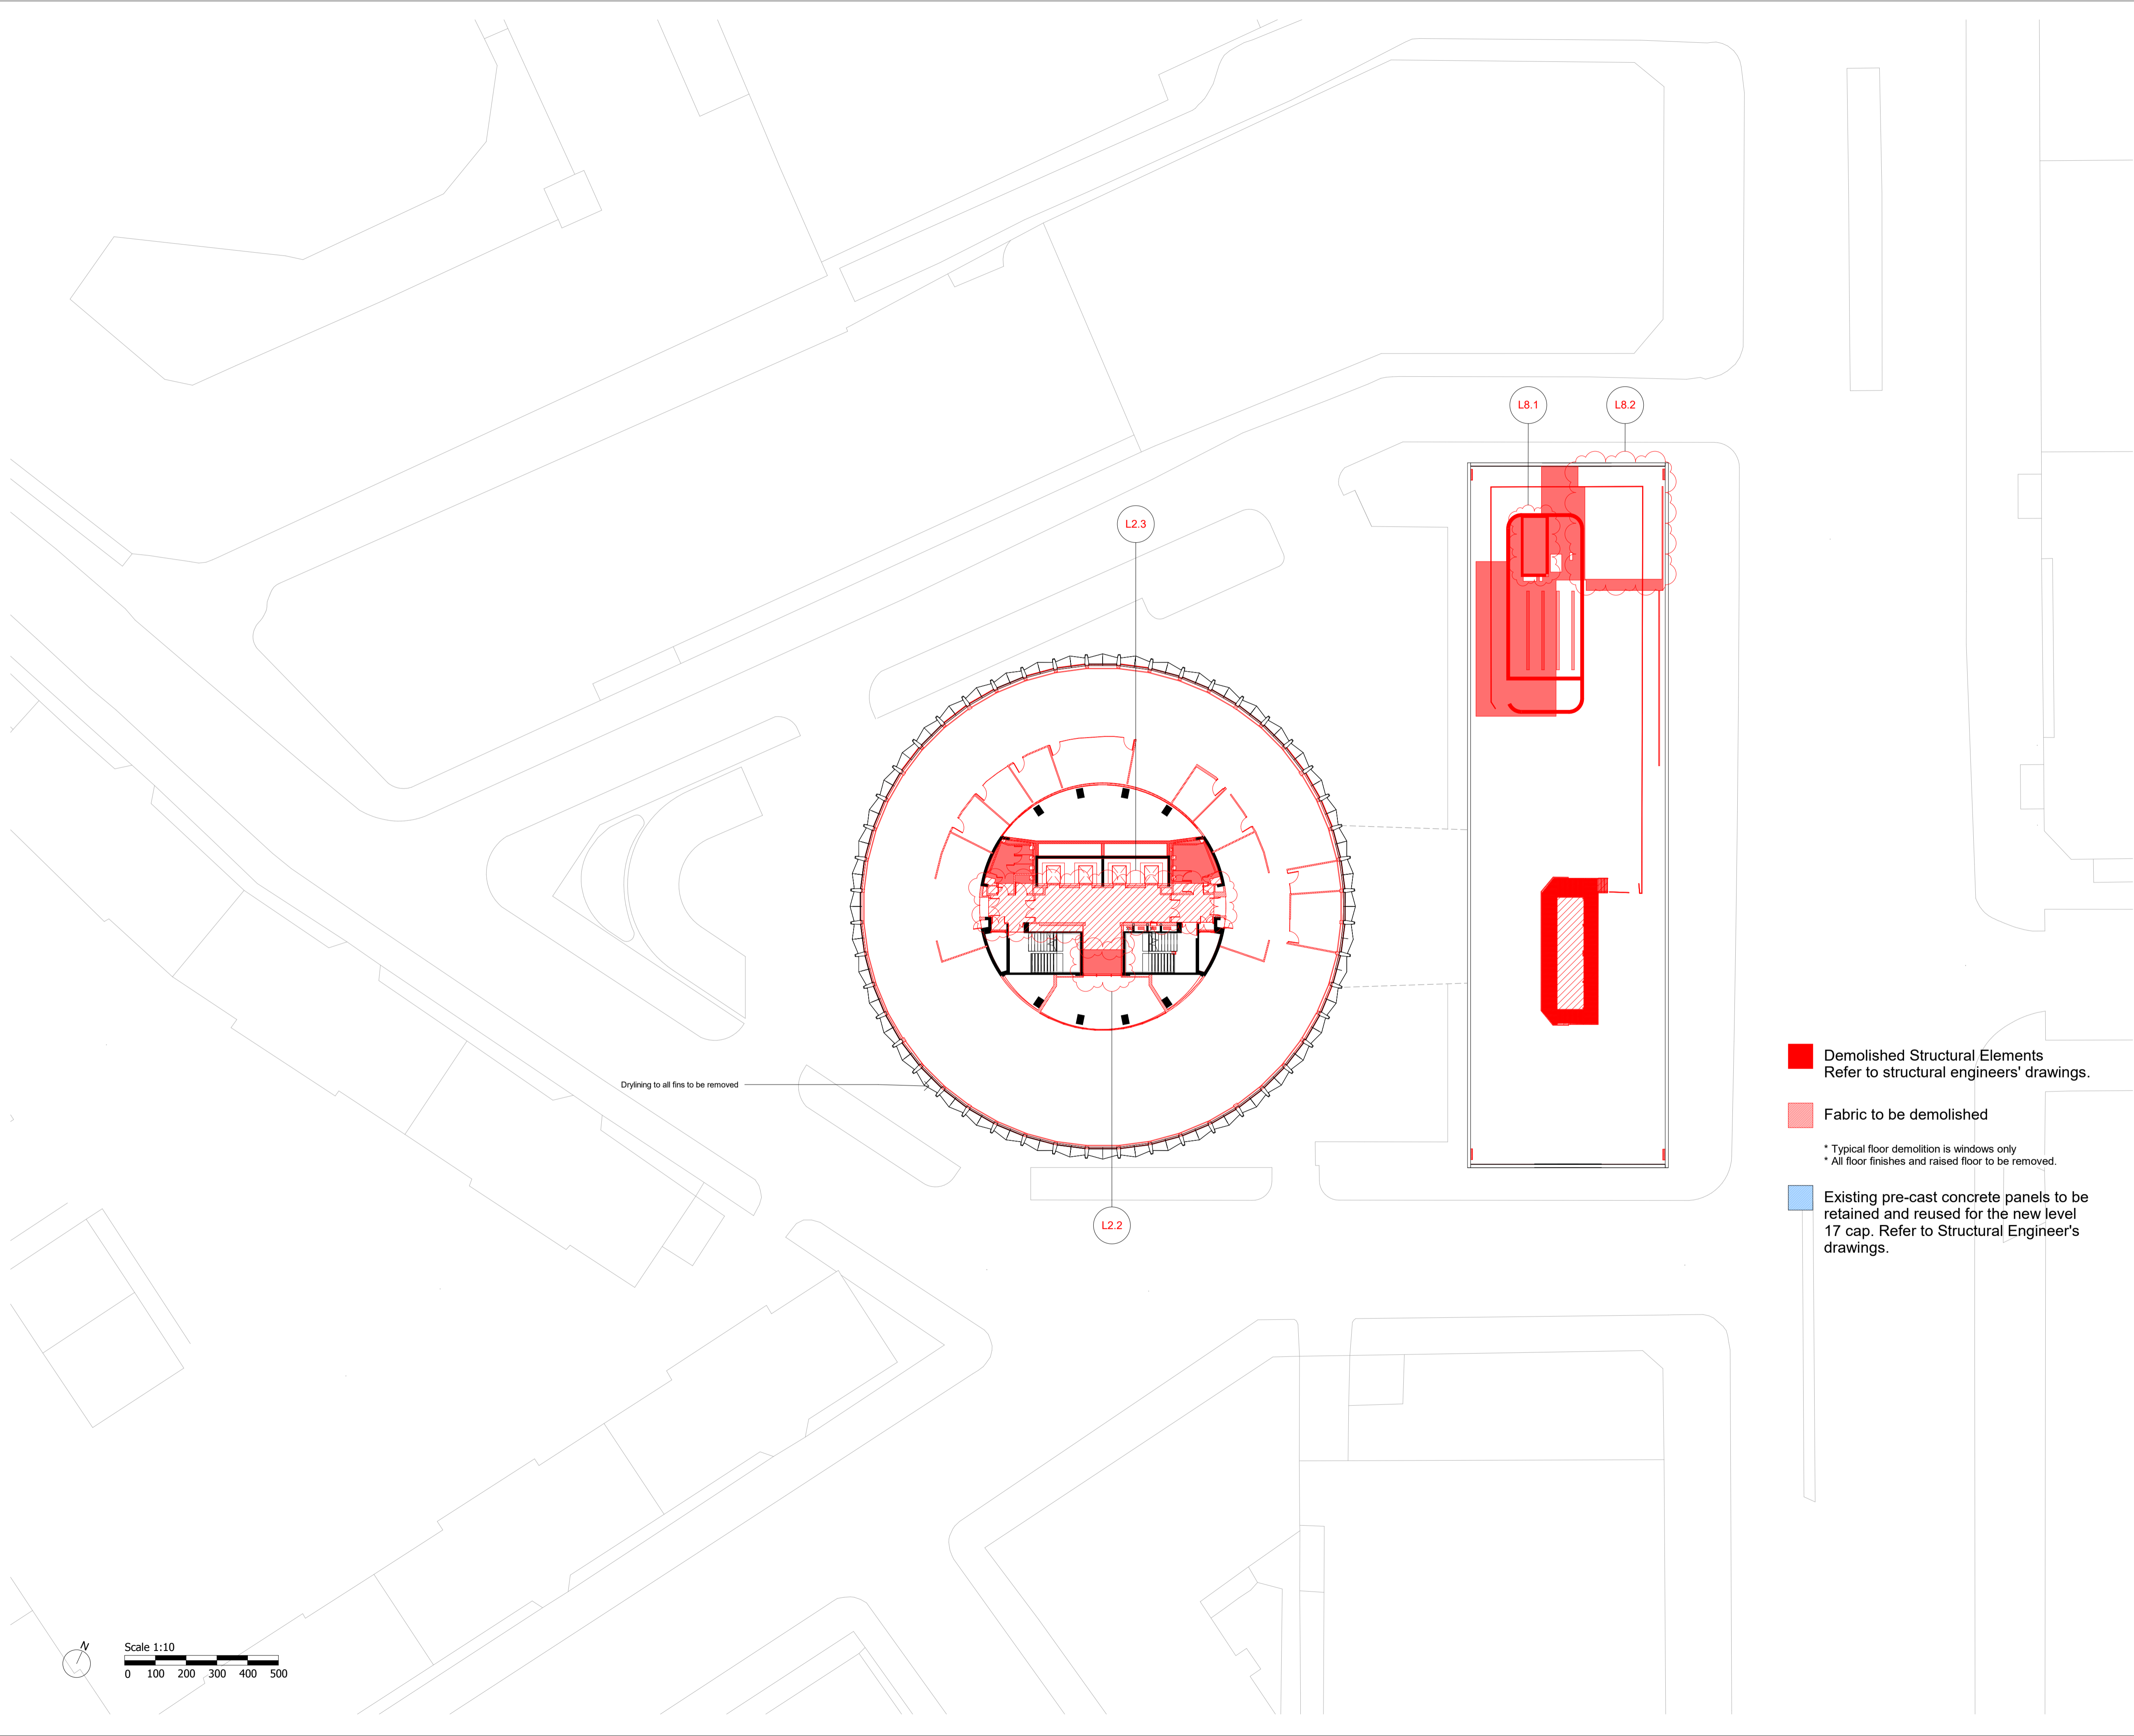 L8.1
L8.2
L2.3
Drylining to all fins to be removed
L2.2
Demolished Structural Elements
Refer to structural engineers' drawings.
Fabric to be demolished
* Typical floor demolition is windows only
* All floor finishes and raised floor to be removed.
Existing pre-cast concrete panels to be
retained and reused for the new level
17 cap. Refer to Structural Engineer's
drawings.
N
Scale 1:10
0 100 200 300 400 500